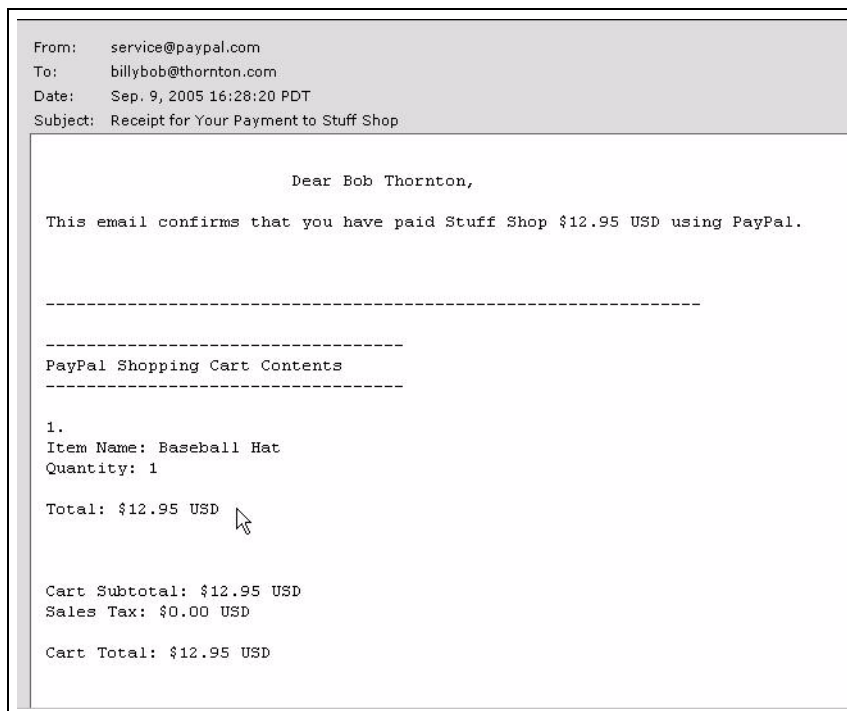 From: service@paypal.com
To: billybob@thornton.com
Date: Sep. 9, 2005 16:28:20 PDT
Subject: Receipt for Your Payment to Stuff Shop
Dear Bob Thornton,
This email confirms that you have paid Stuff Shop $12.95 USD using PayPal.
----------------------------------------------------------------
-----------------------------------
PayPal Shopping Cart Contents
-----------------------------------
1.
Item Name: Baseball Hat
Quantity: 1
Total: $12.95 USD
Cart Subtotal: $12.95 USD
Sales Tax: $0.00 USD
Cart Total: $12.95 USD